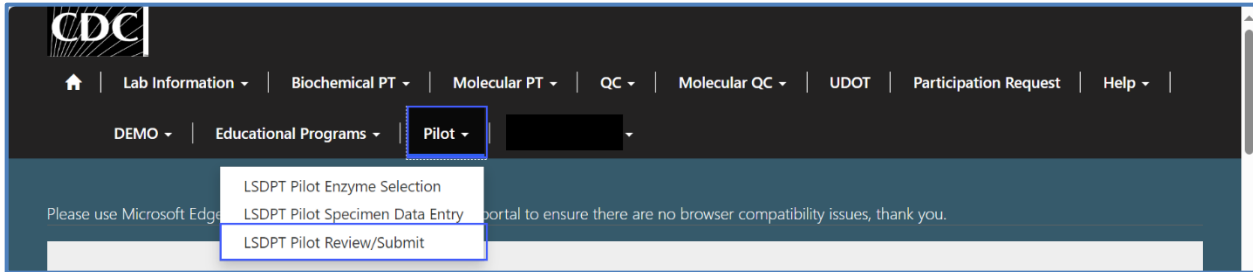 CDC
Lab Information
Biochemical PT
Molecular PT
QC
Molecular QC
UDOT
Participation Request
Help
DEMO
Educational Programs
Pilot
LSDPT Pilot Enzyme Selection
LSDPT Pilot Specimen Data Entry
LSDPT Pilot Review/Submit
Please use Microsoft Edge portal to ensure there are no browser compatibility issues, thank you.